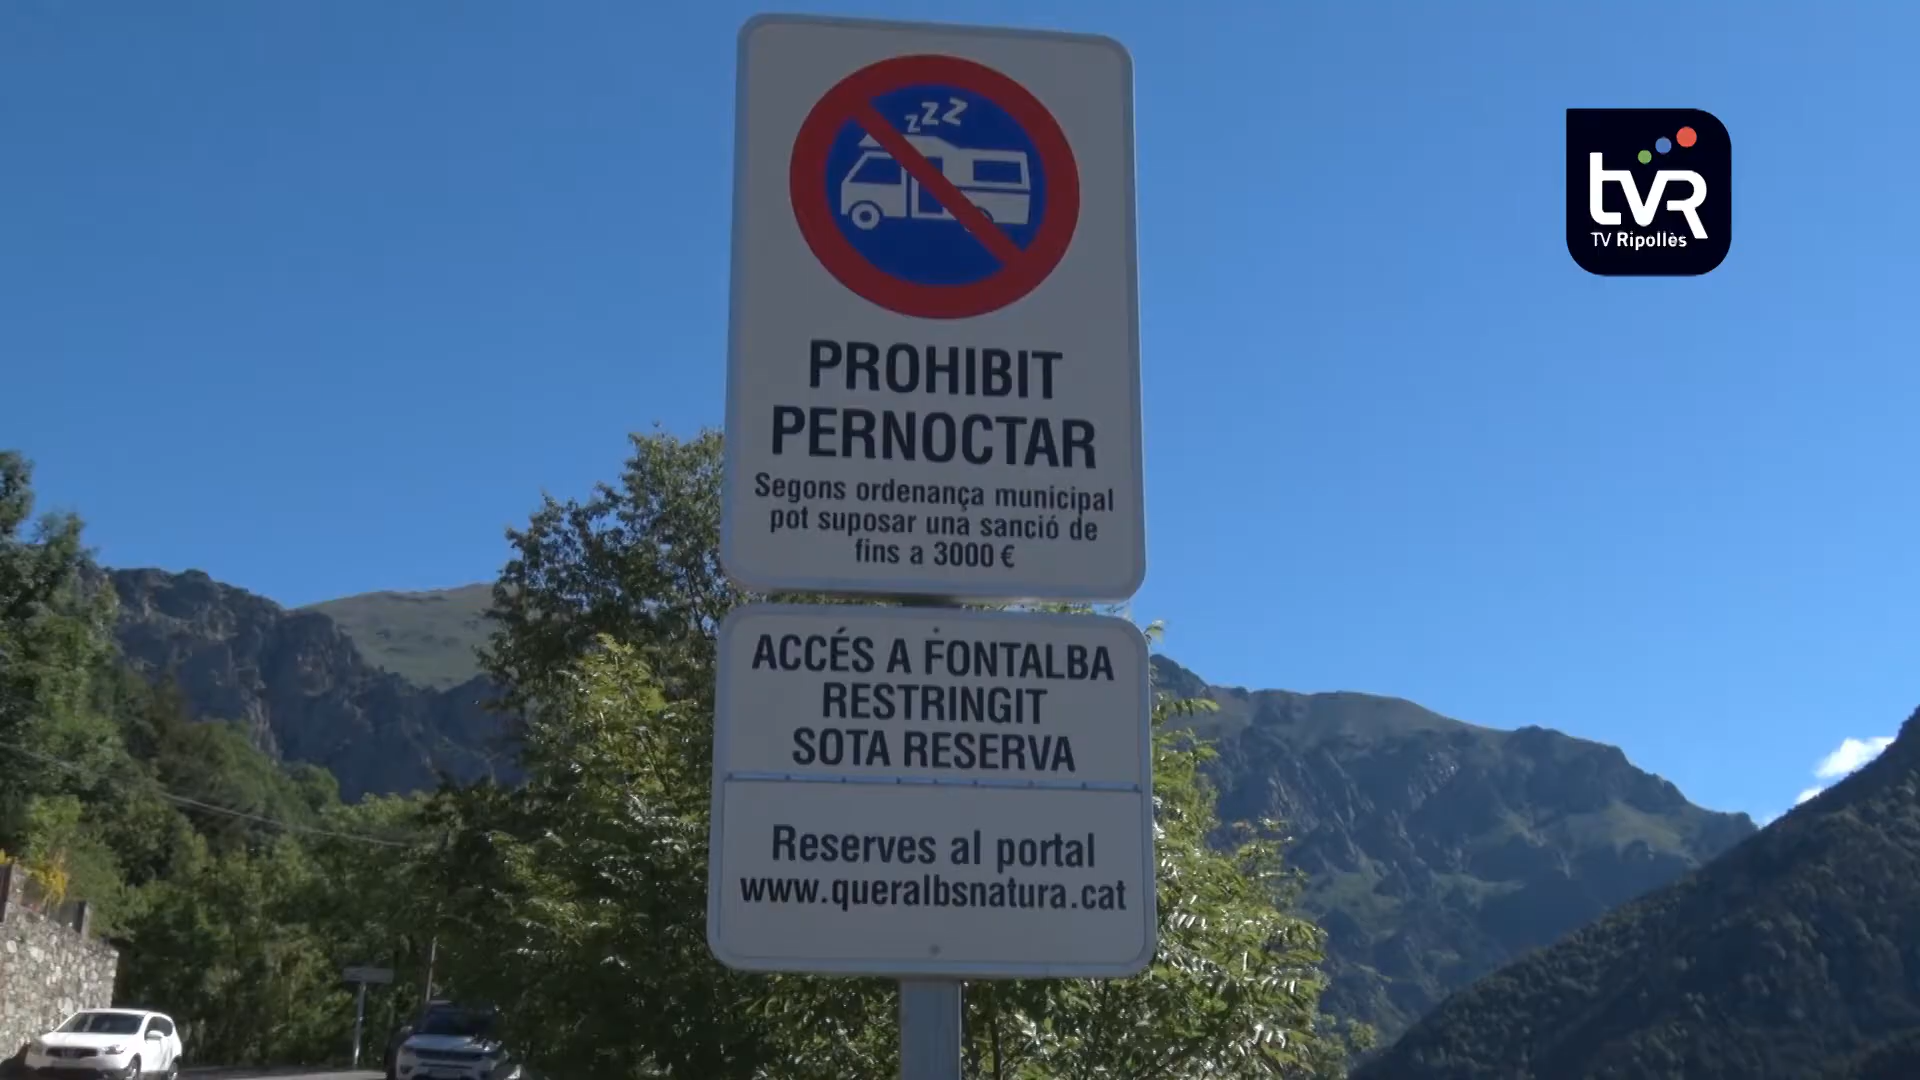 zZZ
tvR
TV Ripollès
PROHIBIT
PERNOCTAR
Segons ordenança municipal
pot suposar una sanció de
fins a 3000 €
ACCÉS A FONTALBA
RESTRINGIT
SOTA RESERVA
Reserves al portal
www.queralbsnatura.cat